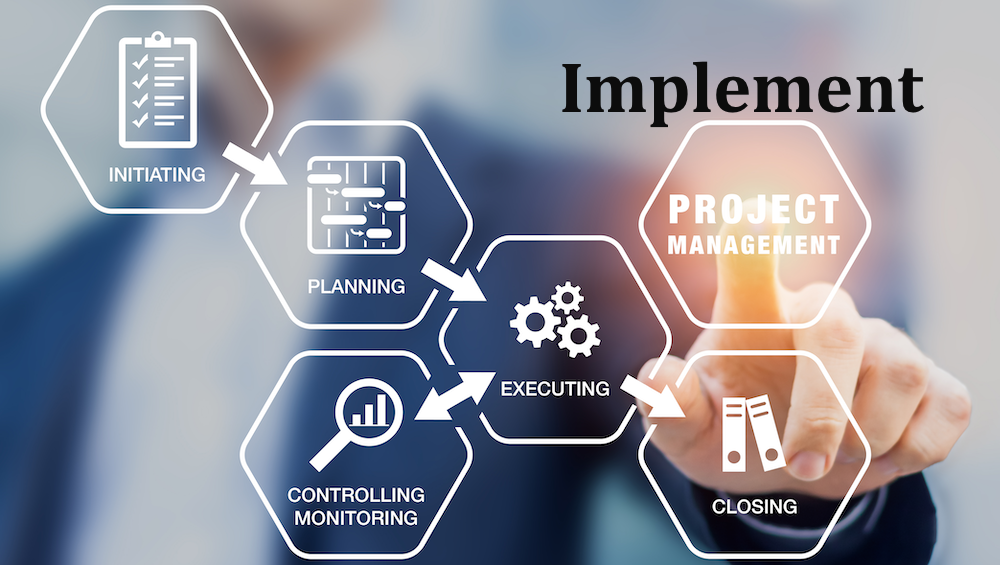 Implement
INITIATING
PROJECT
MANAGEMENT
PLANNING
EXECUTING
CONTROLLING
MONITORING
CLOSING